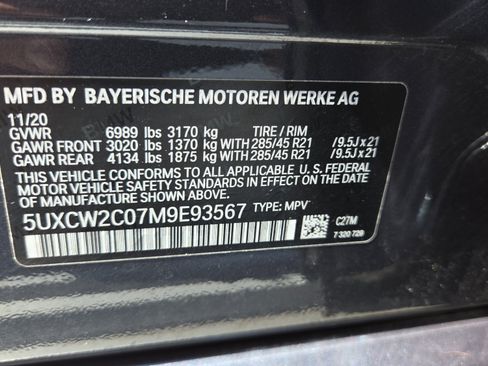 MFD BY BAYERISCHE MOTOREN WERKE AG
11/20
GVWR 6989 lbs 3170 kg TIRE / RIM
GAWR FRONT 3020 lbs 1370 kg WITH 285/45 R21 /9.5J x 21
GAWR REAR 4134 lbs 1875 kg WITH 285/45 R21 /9.5J x 21
THIS VEHICLE CONFORMS TO ALL APPLICABLE U. S. FEDERAL
MOTOR VEHICLE SAFETY STANDARDS IN EFFECT ON THE DATE OF
MANUFACTURE SHOWN ABOVE.
5UXCW2C07M9E93567 TYPE: MPV
C27M
7 320 728